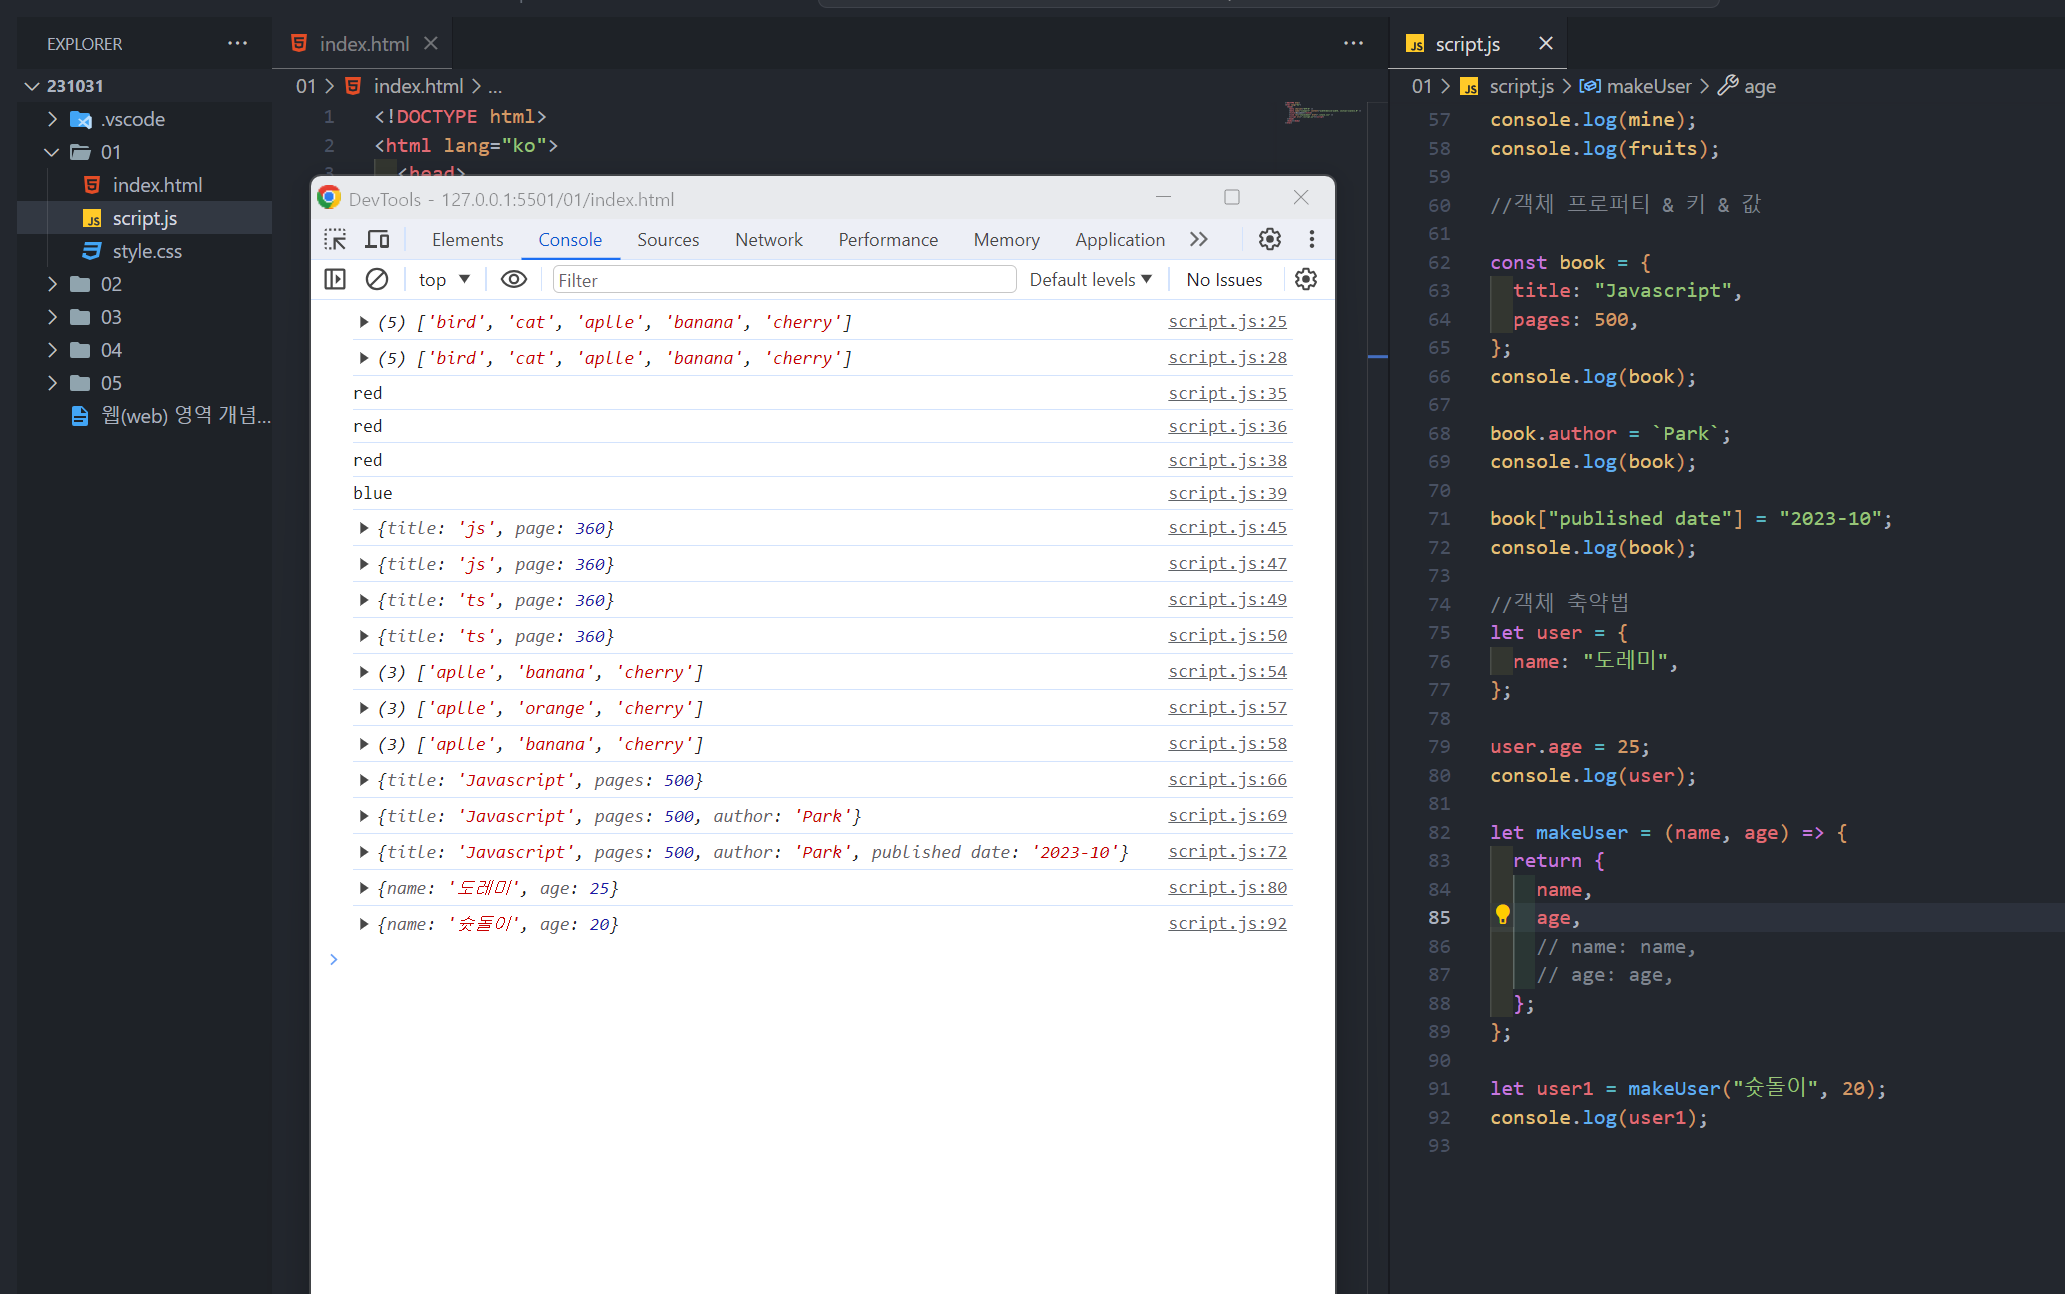 EXPLORER
231031
.vscode
01
index.html
script.js
style.css
02
03
04
05
웹(web) 영역 개념...
index.html
01 > index.html > ...
1 <!DOCTYPE html>
2 <html lang="ko">
3 <head>
DevTools - 127.0.0.1:5501/01/index.html
Elements Console Sources Network Performance Memory Application
top Filter Default levels No Issues
(5) ['bird', 'cat', 'aplle', 'banana', 'cherry'] script.js:25
(5) ['bird', 'cat', 'aplle', 'banana', 'cherry'] script.js:28
red script.js:35
red script.js:36
red script.js:38
blue script.js:39
{title: 'js', page: 360} script.js:45
{title: 'js', page: 360} script.js:47
{title: 'ts', page: 360} script.js:49
{title: 'ts', page: 360} script.js:50
(3) ['aplle', 'banana', 'cherry'] script.js:54
(3) ['aplle', 'orange', 'cherry'] script.js:57
(3) ['aplle', 'banana', 'cherry'] script.js:58
{title: 'Javascript', pages: 500} script.js:66
{title: 'Javascript', pages: 500, author: 'Park'} script.js:69
{title: 'Javascript', pages: 500, author: 'Park', published date: '2023-10'} script.js:72
{name: '도레미', age: 25} script.js:80
{name: '슛돌이', age: 20} script.js:92
script.js
01 > script.js > makeUser > age
57 console.log(mine);
58 console.log(fruits);
59
60 //객체 프로퍼티 & 키 & 값
61
62 const book = {
63 title: "Javascript",
64 pages: 500,
65 };
66 console.log(book);
67
68 book.author = `Park`;
69 console.log(book);
70
71 book["published date"] = "2023-10";
72 console.log(book);
73
74 //객체 축약법
75 let user = {
76 name: "도레미",
77 };
78
79 user.age = 25;
80 console.log(user);
81
82 let makeUser = (name, age) => {
83 return {
84 name,
85 age,
86 // name: name,
87 // age: age,
88 };
89 };
90
91 let user1 = makeUser("슛돌이", 20);
92 console.log(user1);
93